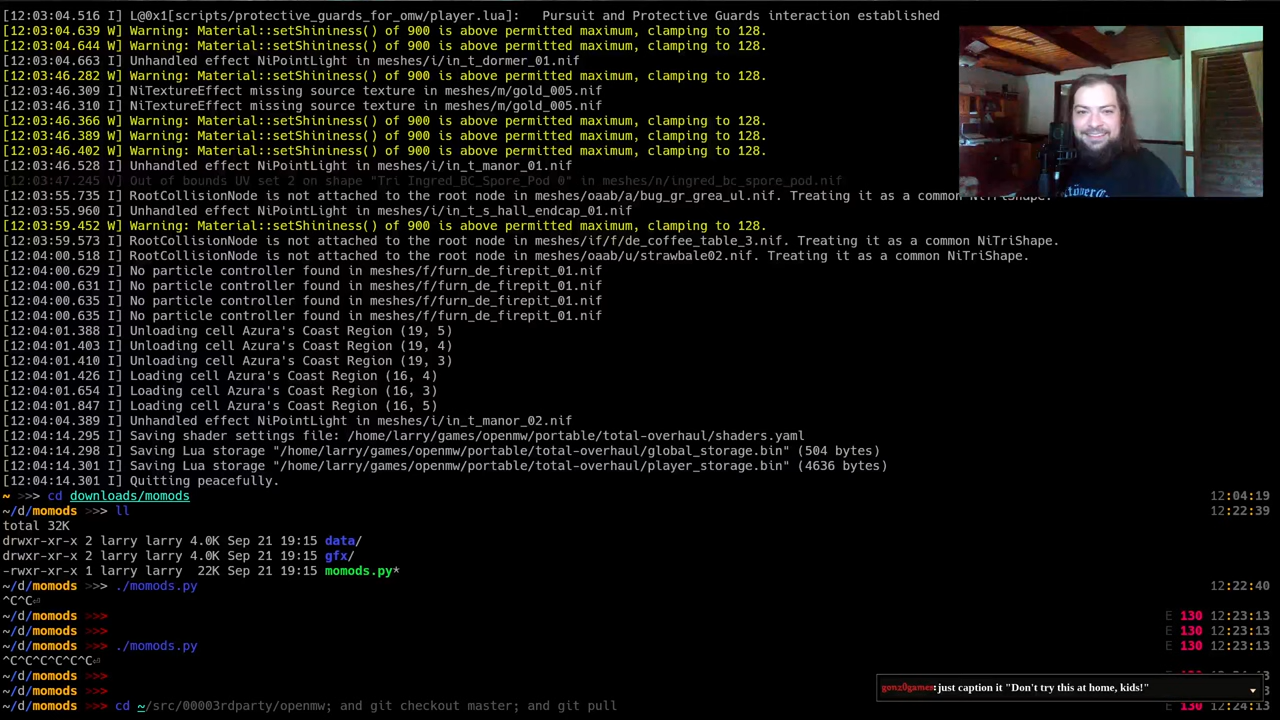 [12:03:04.516 I] L@0x1[scripts/protective_guards_for_omw/player.lua]:   Pursuit and Protective Guards interaction established
[12:03:04.639 W] Warning: Material::setShininess() of 900 is above permitted maximum, clamping to 128.
[12:03:04.644 W] Warning: Material::setShininess() of 900 is above permitted maximum, clamping to 128.
[12:03:04.663 I] Unhandled effect NiPointLight in meshes/i/in_t_dormer_01.nif
[12:03:46.282 W] Warning: Material::setShininess() of 900 is above permitted maximum, clamping to 128.
[12:03:46.309 I] NiTextureEffect missing source texture in meshes/m/gold_005.nif
[12:03:46.310 I] NiTextureEffect missing source texture in meshes/m/gold_005.nif
[12:03:46.366 W] Warning: Material::setShininess() of 900 is above permitted maximum, clamping to 128.
[12:03:46.389 W] Warning: Material::setShininess() of 900 is above permitted maximum, clamping to 128.
[12:03:46.402 W] Warning: Material::setShininess() of 900 is above permitted maximum, clamping to 128.
[12:03:46.528 I] Unhandled effect NiPointLight in meshes/i/in_t_manor_01.nif
[12:03:47.245 V] Out of bounds UV set 2 on shape "Tri Ingred_BC_Spore_Pod 0" in meshes/n/ingred_bc_spore_pod.nif
[12:03:55.735 I] RootCollisionNode is not attached to the root node in meshes/oaab/a/bug_gr_grea_ul.nif. Treating it as a common NiTriShape.
[12:03:55.960 I] Unhandled effect NiPointLight in meshes/i/in_t_s_hall_endcap_01.nif
[12:03:59.452 W] Warning: Material::setShininess() of 900 is above permitted maximum, clamping to 128.
[12:03:59.573 I] RootCollisionNode is not attached to the root node in meshes/if/f/de_coffee_table_3.nif. Treating it as a common NiTriShape.
[12:04:00.518 I] RootCollisionNode is not attached to the root node in meshes/oaab/u/strawbale02.nif. Treating it as a common NiTriShape.
[12:04:00.629 I] No particle controller found in meshes/f/furn_de_firepit_01.nif
[12:04:00.631 I] No particle controller found in meshes/f/furn_de_firepit_01.nif
[12:04:00.635 I] No particle controller found in meshes/f/furn_de_firepit_01.nif
[12:04:00.635 I] No particle controller found in meshes/f/furn_de_firepit_01.nif
[12:04:01.388 I] Unloading cell Azura's Coast Region (19, 5)
[12:04:01.403 I] Unloading cell Azura's Coast Region (19, 4)
[12:04:01.410 I] Unloading cell Azura's Coast Region (19, 3)
[12:04:01.426 I] Loading cell Azura's Coast Region (16, 4)
[12:04:01.654 I] Loading cell Azura's Coast Region (16, 3)
[12:04:01.847 I] Loading cell Azura's Coast Region (16, 5)
[12:04:04.389 I] Unhandled effect NiPointLight in meshes/i/in_t_manor_02.nif
[12:04:14.295 I] Saving shader settings file: /home/larry/games/openmw/portable/total-overhaul/shaders.yaml
[12:04:14.298 I] Saving Lua storage "/home/larry/games/openmw/portable/total-overhaul/global_storage.bin" (504 bytes)
[12:04:14.301 I] Saving Lua storage "/home/larry/games/openmw/portable/total-overhaul/player_storage.bin" (4636 bytes)
[12:04:14.301 I] Quitting peacefully.
~ >>> cd downloads/momods 12:04:19
~/d/momods >>> ll 12:22:39
total 32K
drwxr-xr-x 2 larry larry 4.0K Sep 21 19:15 data/
drwxr-xr-x 2 larry larry 4.0K Sep 21 19:15 gfx/
-rwxr-xr-x 1 larry larry  22K Sep 21 19:15 momods.py*
~/d/momods >>> ./momods.py 12:22:40
^C^C⏎
~/d/momods >>> E 130 12:23:13
~/d/momods >>> E 130 12:23:13
~/d/momods >>> ./momods.py E 130 12:23:13
^C^C^C^C^C^C⏎
~/d/momods >>>
~/d/momods >>>
gonz0games: just caption it "Don't try this at home, kids!"
~/d/momods >>> cd ~/src/00003rdparty/openmw; and git checkout master; and git pull E 130 12:24:13